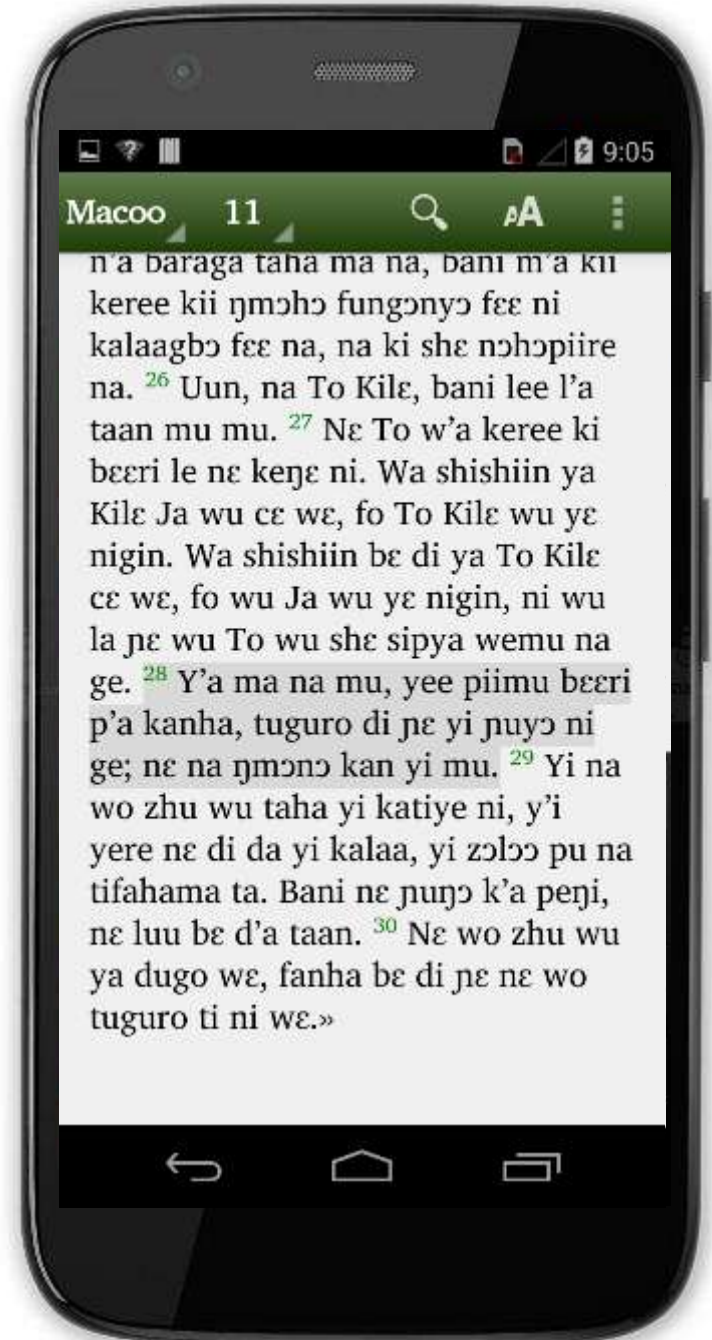 9:05
Macoo 11 AA
n'a baraga taha ma na, bani m'a kii
keree kii ŋmɔhɔ fungɔnyɔ fɛɛ ni
kalaagbɔ fɛɛ na, na ki shɛ nɔhɔpiire
na. 26 Uun, na To Kilɛ, bani lee l’a
taan mu mu. 27 Nɛ To w’a keree ki
bɛɛri le nɛ keŋɛ ni. Wa shishiin ya
Kilɛ Ja wu cɛ wɛ, fo To Kilɛ wu yɛ
nigin. Wa shishiin bɛ di ya To Kilɛ
cɛ wɛ, fo wu Ja wu yɛ nigin, ni wu
la ɲɛ wu To wu shɛ sipya wemu na
ge. 28 Y’a ma na mu, yee piimu bɛɛri
p’a kanha, tuguro di ɲɛ yi ɲuyɔ ni
ge; nɛ na ŋmɔnɔ kan yi mu. 29 Yi na
wo zhu wu taha yi katiye ni, y’i
yere nɛ di da yi kalaa, yi zɔlɔɔ pu na
tifahama ta. Bani nɛ ɲuŋɔ k’a peŋi,
nɛ luu bɛ d’a taan. 30 Nɛ wo zhu wu
ya dugo wɛ, fanha bɛ di ɲɛ nɛ wo
tuguro ti ni wɛ.»